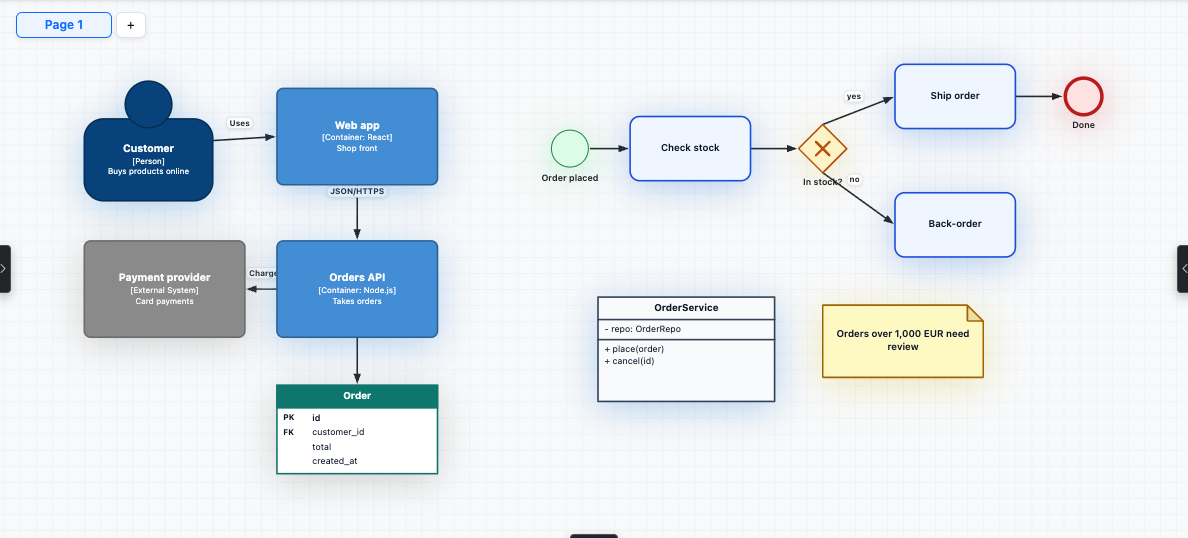 Page 1
+
Customer
[Person]
Buys products online
Uses
Web app
[Container: React]
Shop front
JSON/HTTPS
Payment provider
[External System]
Card payments
Orders API
[Container: Node.js]
Takes orders
Order
PK id
FK customer_id
total
created_at
Order placed
Check stock
In stock?
yes
no
Ship order
Back-order
Done
OrderService
- repo: OrderRepo
+ place(order)
+ cancel(id)
Orders over 1,000 EUR need
review